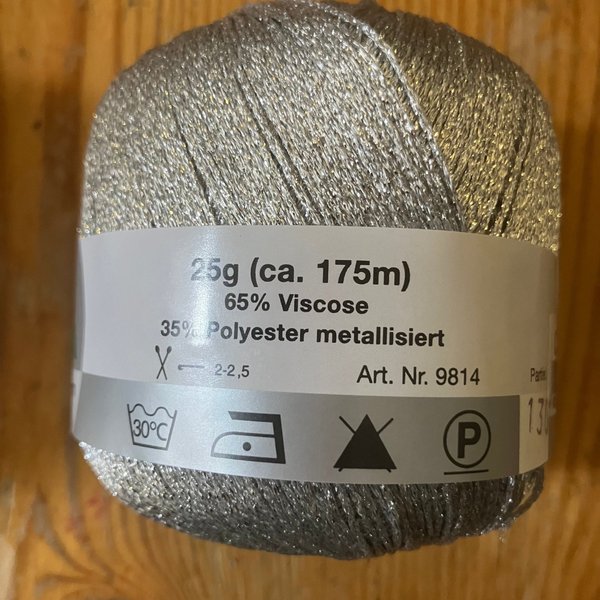 25g (ca. 175m)
65% Viscose
35% Polyester metallisiert
2-2,5
Art. Nr. 9814
30°C
P